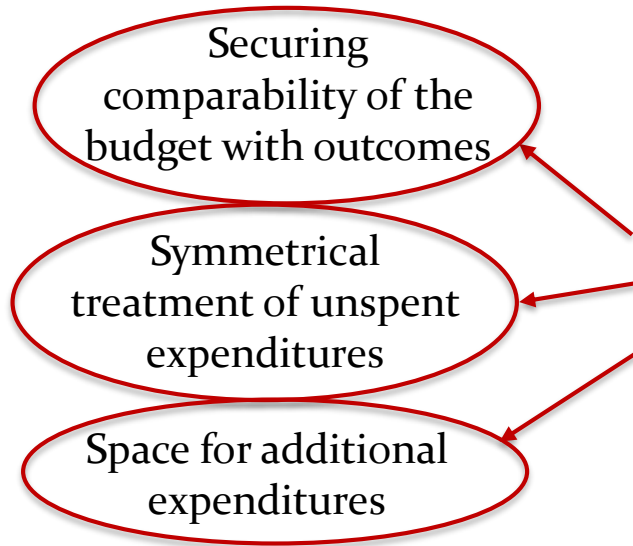 Securing
comparability of the
budget with outcomes
Symmetrical
treatment of unspent
expenditures
Space for additional
expenditures